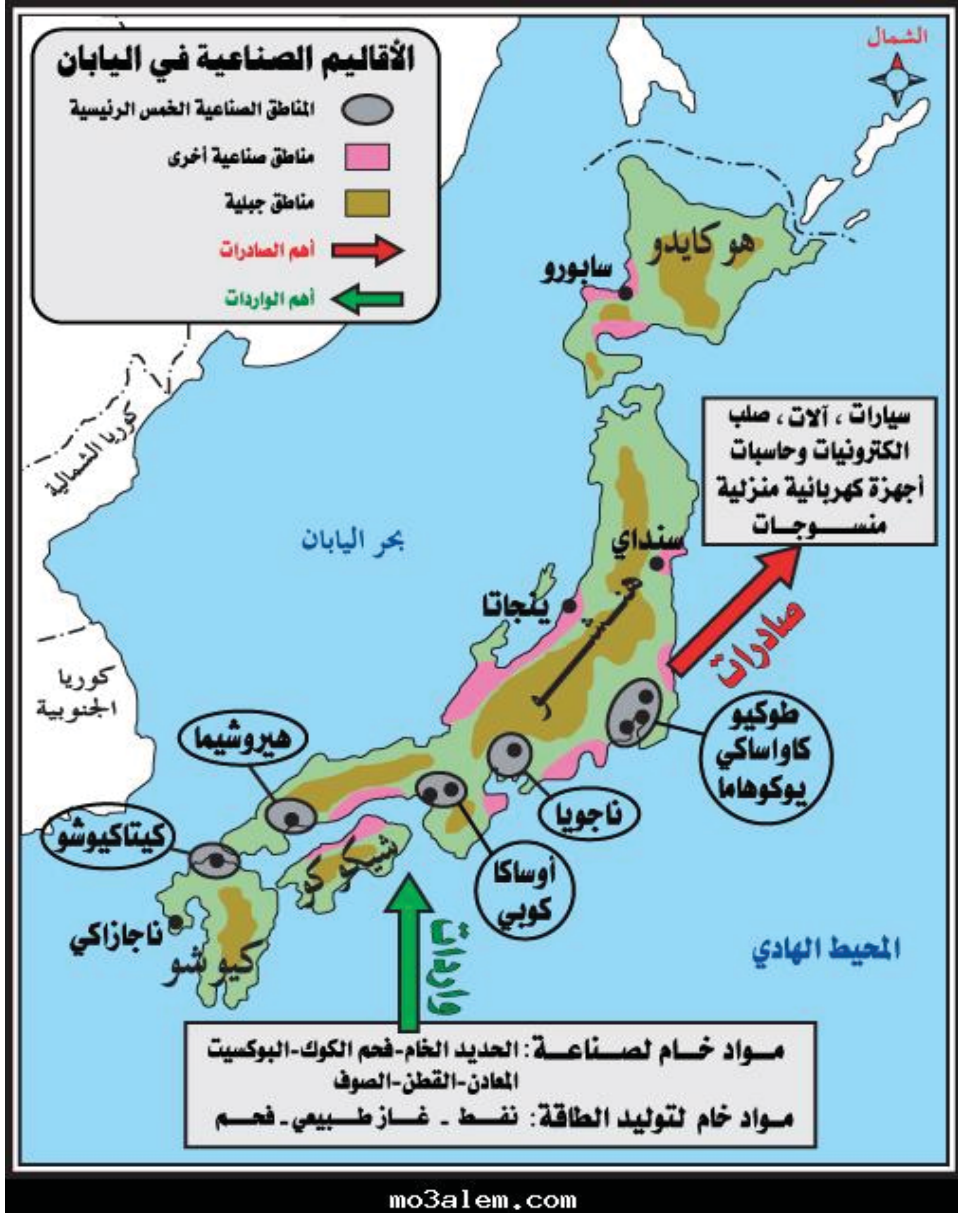 الأقاليم الصناعية في اليابان
المناطق الصناعية الخمس الرئيسية
مناطق صناعية أخرى
مناطق جبلية
أهم الصادرات
أهم الواردات
الشمال
هوكايدو
سابورو
كوريا الشمالية
سيارات ، آلات ، صلب
الكترونيات وحاسبات
أجهزة كهربائية منزلية
منسوجات
بحر اليابان
سنداي
ينجاتا
هنشو
صادرات
كوريا
الجنوبية
طوكيو
كاواساكي
يوكوهاما
هيروشيما
ناجويا
كيتاكيوشو
أوساكا
كوبي
شيكوكو
ناجازاكي
كيوشو
واردات
المحيط الهادي
مواد خام لصناعة : الحديد الخام-فحم الكوك-البوكسيت
المعادن-القطن-الصوف
مواد خام لتوليد الطاقة : نفط - غاز طبيعي - فحم
mo3alem.com